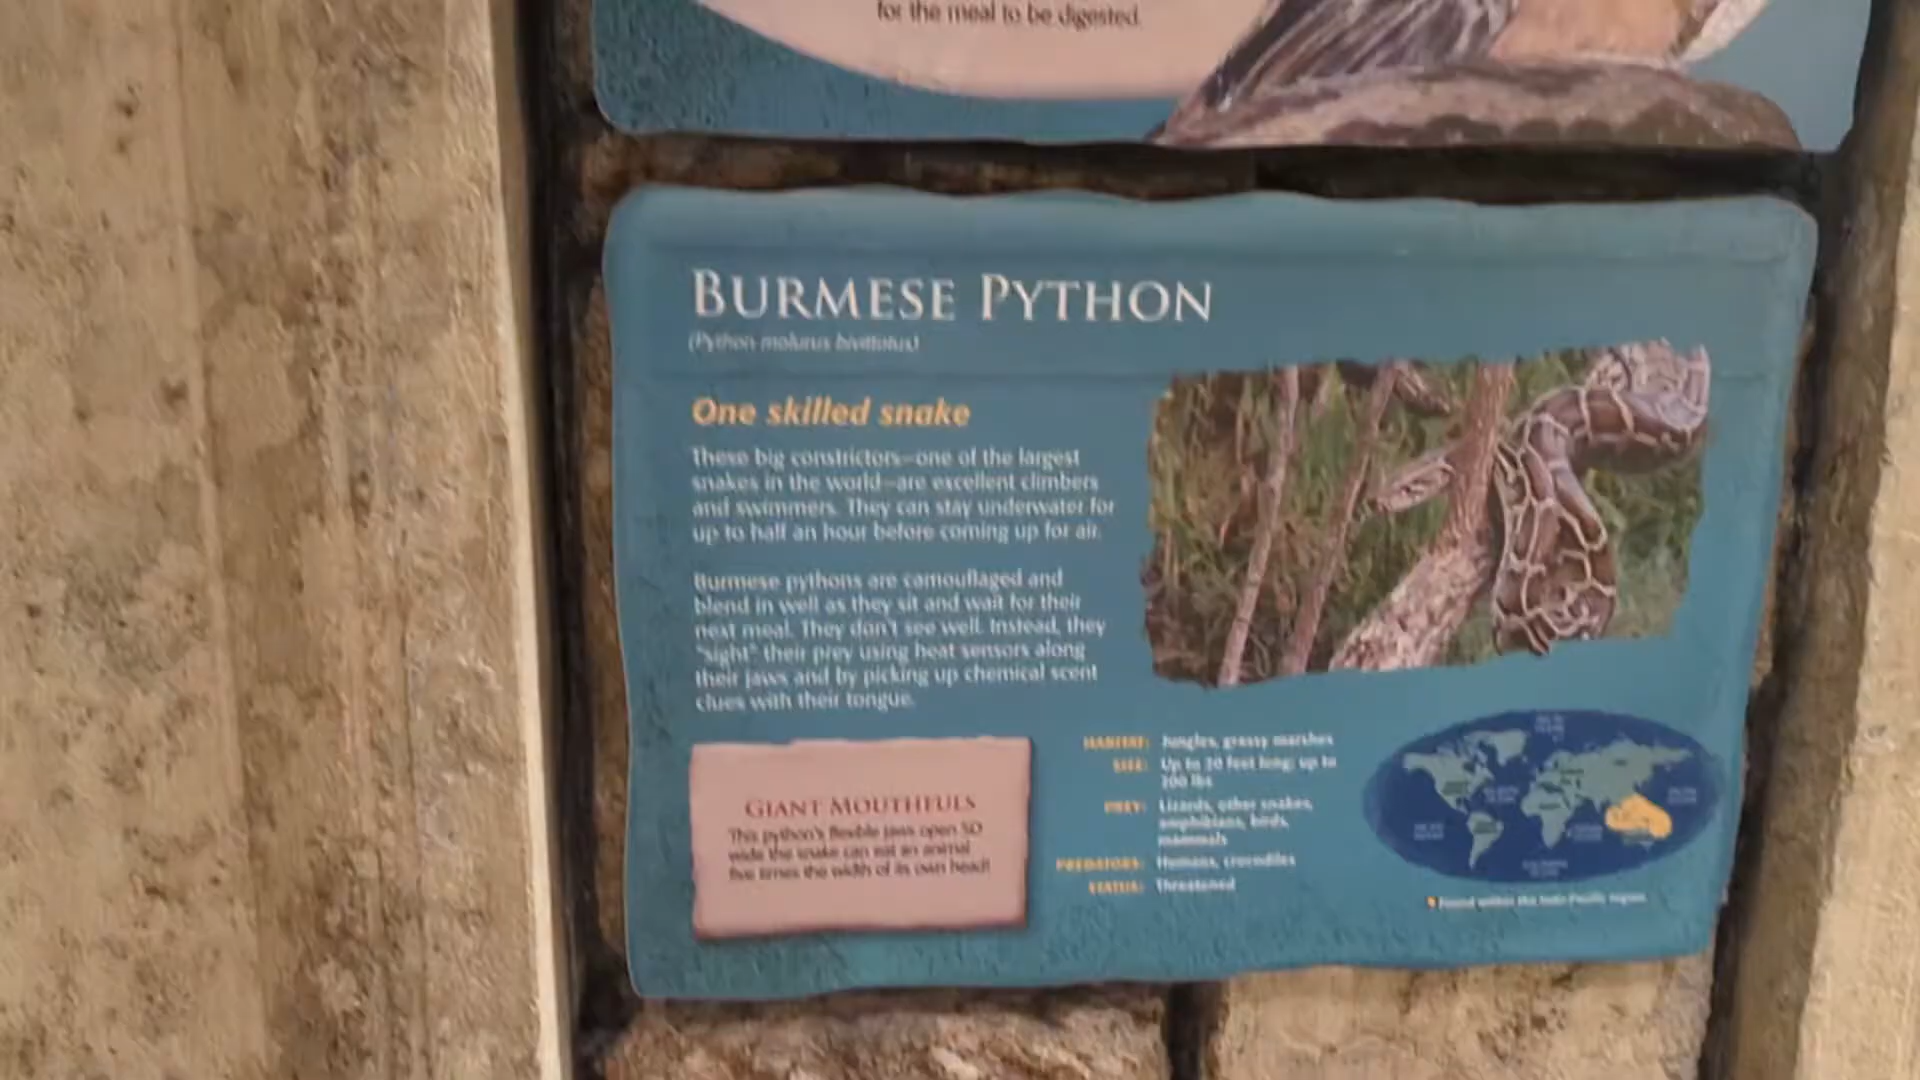 for the meal to be digested.
BURMESE PYTHON
(Python molurus bivittatus)
One skilled snake
These big constrictors—one of the largest
snakes in the world—are excellent climbers
and swimmers. They can stay underwater for
up to half an hour before coming up for air.
Burmese pythons are camouflaged and
blend in well as they sit and wait for their
next meal. They don't see well. Instead, they
"sight" their prey using heat sensors along
their jaws and by picking up chemical scent
clues with their tongue.
GIANT MOUTHFULS
This python's flexible jaws open SO
wide the snake can eat an animal
five times the width of its own head!
HABITAT: Jungles, grassy marshes
SIZE: Up to 20 feet long; up to
200 lbs
PREY: Lizards, other snakes,
amphibians, birds,
mammals
PREDATORS: Humans, crocodiles
STATUS: Threatened
Found within the Indo-Pacific region